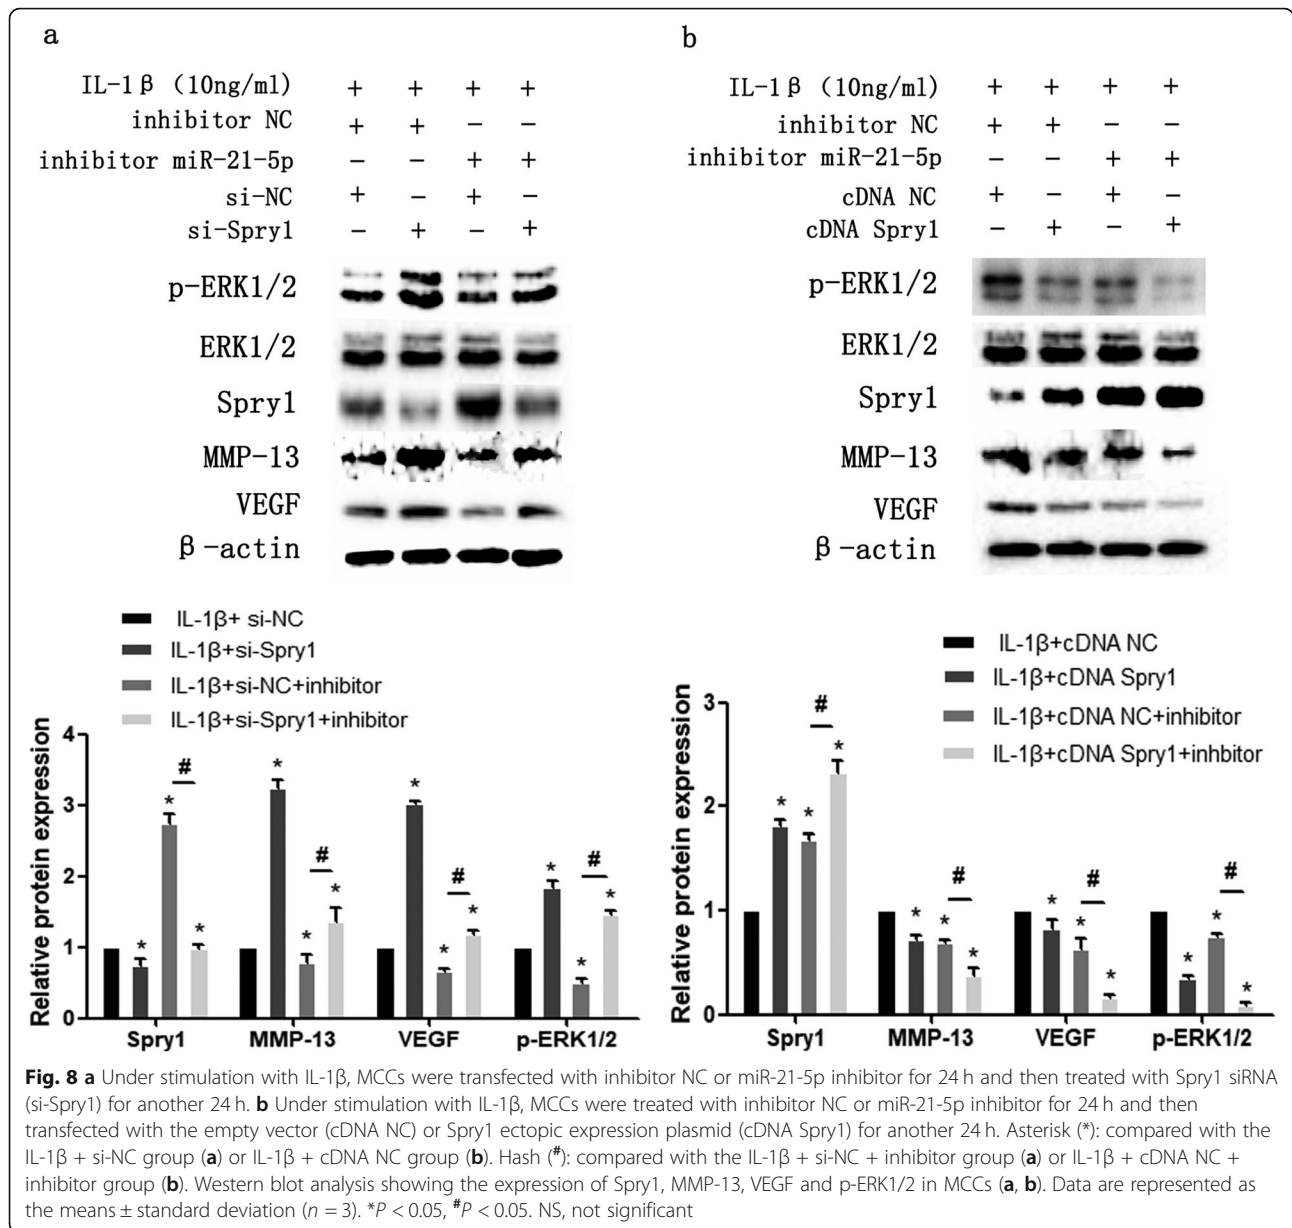 a
IL-1β (10ng/ml) + + + +
inhibitor NC + + − −
inhibitor miR-21-5p − − + +
si-NC + − + −
si-Spry1 − + − +
p-ERK1/2
ERK1/2
Spry1
MMP-13
VEGF
β-actin
IL-1β+ si-NC
IL-1β+si-Spry1
IL-1β+si-NC+inhibitor
IL-1β+si-Spry1+inhibitor
Relative protein expression
4
3
2
1
0
* * # *
* * # *
* * # *
* * # *
Spry1 MMP-13 VEGF p-ERK1/2
b
IL-1β (10ng/ml) + + + +
inhibitor NC + + − −
inhibitor miR-21-5p − − + +
cDNA NC + − + −
cDNA Spry1 − + − +
p-ERK1/2
ERK1/2
Spry1
MMP-13
VEGF
β-actin
IL-1β+cDNA NC
IL-1β+cDNA Spry1
IL-1β+cDNA NC+inhibitor
IL-1β+cDNA Spry1+inhbitor
Relative protein expression
3
2
1
0
* * # *
* * # *
* * # *
* * # *
Spry1 MMP-13 VEGF p-ERK1/2
Fig. 8 a Under stimulation with IL-1β, MCCs were transfected with inhibitor NC or miR-21-5p inhibitor for 24 h and then treated with Spry1 siRNA
(si-Spry1) for another 24 h. b Under stimulation with IL-1β, MCCs were treated with inhibitor NC or miR-21-5p inhibitor for 24 h and then
transfected with the empty vector (cDNA NC) or Spry1 ectopic expression plasmid (cDNA Spry1) for another 24 h. Asterisk (*): compared with the
IL-1β + si-NC group (a) or IL-1β + cDNA NC group (b). Hash (#): compared with the IL-1β + si-NC + inhibitor group (a) or IL-1β + cDNA NC +
inhibitor group (b). Western blot analysis showing the expression of Spry1, MMP-13, VEGF and p-ERK1/2 in MCCs (a, b). Data are represented as
the means ± standard deviation (n = 3). *P < 0.05, #P < 0.05. NS, not significant